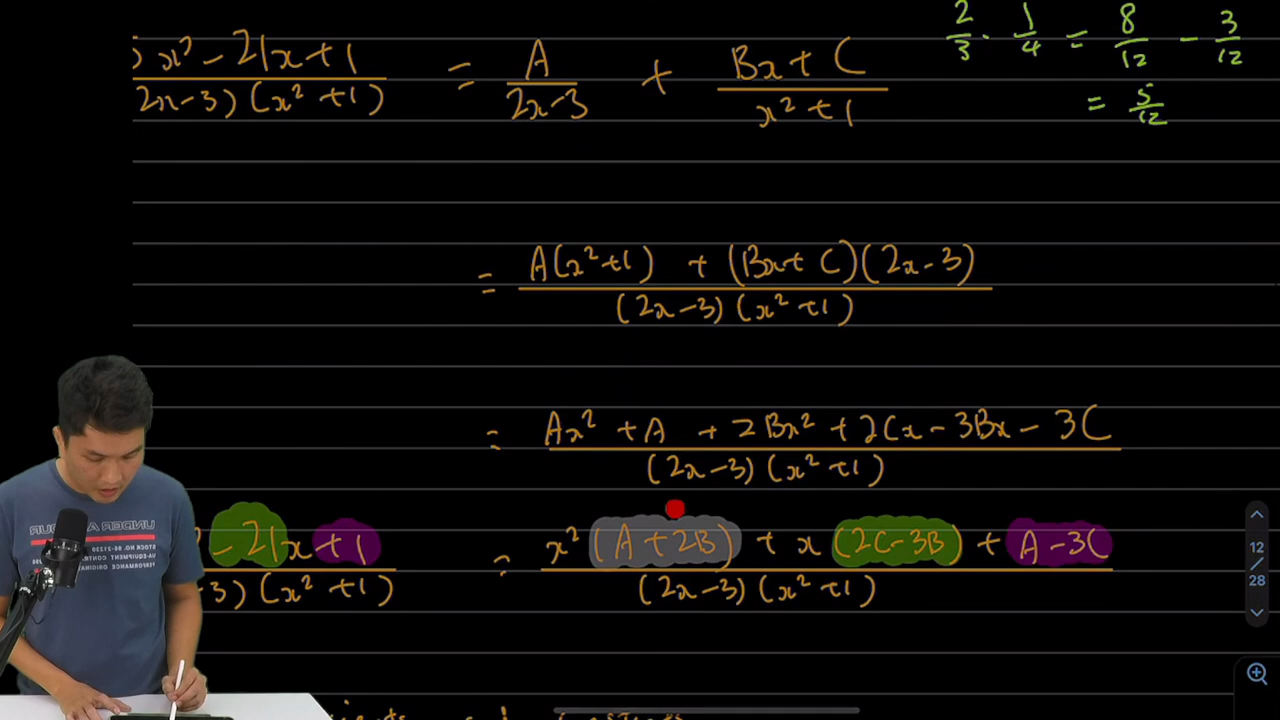 x² - 21x + 1 / 2x-3) (x² + 1) = A / 2x-3 + Bx + C / x² + 1
2/3 · 1/4 = 8/12 - 3/12
= 5/12
= A(x²+1) + (Bx + C)(2x-3) / (2x-3) (x² + 1)
= Ax² + A + 2Bx² + 2Cx - 3Bx - 3C / (2x-3) (x² + 1)
- 21x + 1 / -3) (x² + 1) = x² (A + 2B) + x (2C - 3B) + A - 3C / (2x-3) (x² + 1)
12
/
28
UNDER ARMOUR